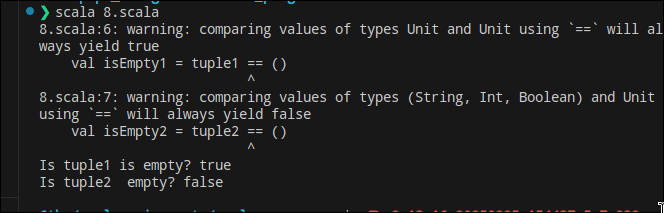 ❯ scala 8.scala
8.scala:6: warning: comparing values of types Unit and Unit using `==` will al
ways yield true
    val isEmpty1 = tuple1 == ()
                          ^
8.scala:7: warning: comparing values of types (String, Int, Boolean) and Unit
using `==` will always yield false
    val isEmpty2 = tuple2 == ()
                          ^
Is tuple1 is empty? true
Is tuple2  empty? false